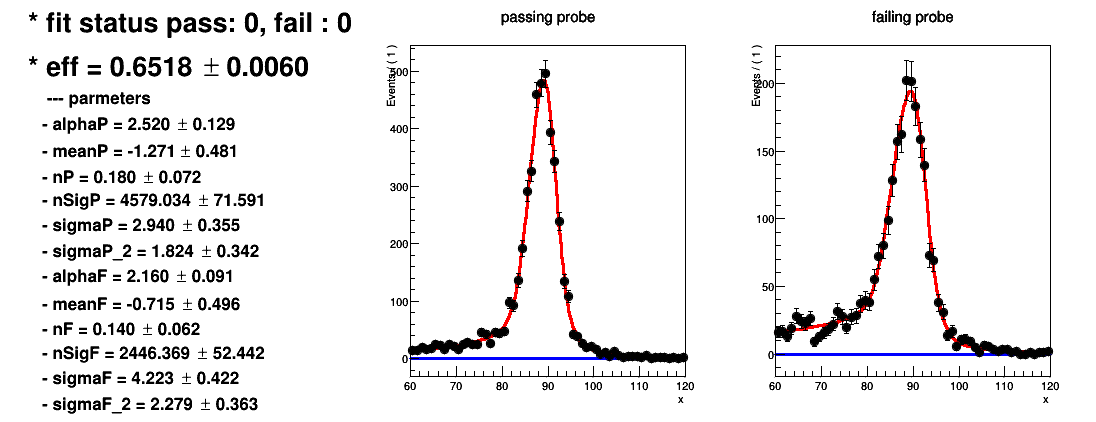 * fit status pass: 0, fail : 0
* eff = 0.6518 ± 0.0060
--- parmeters
- alphaP = 2.520 ± 0.129
- meanP = -1.271 ± 0.481
- nP = 0.180 ± 0.072
- nSigP = 4579.034 ± 71.591
- sigmaP = 2.940 ± 0.355
- sigmaP_2 = 1.824 ± 0.342
- alphaF = 2.160 ± 0.091
- meanF = -0.715 ± 0.496
- nF = 0.140 ± 0.062
- nSigF = 2446.369 ± 52.442
- sigmaF = 4.223 ± 0.422
- sigmaF_2 = 2.279 ± 0.363
passing probe
Events / ( 1 )
500
400
300
200
100
0
60 70 80 90 100 110 120
x
failing probe
Events / ( 1 )
200
150
100
50
0
60 70 80 90 100 110 120
x